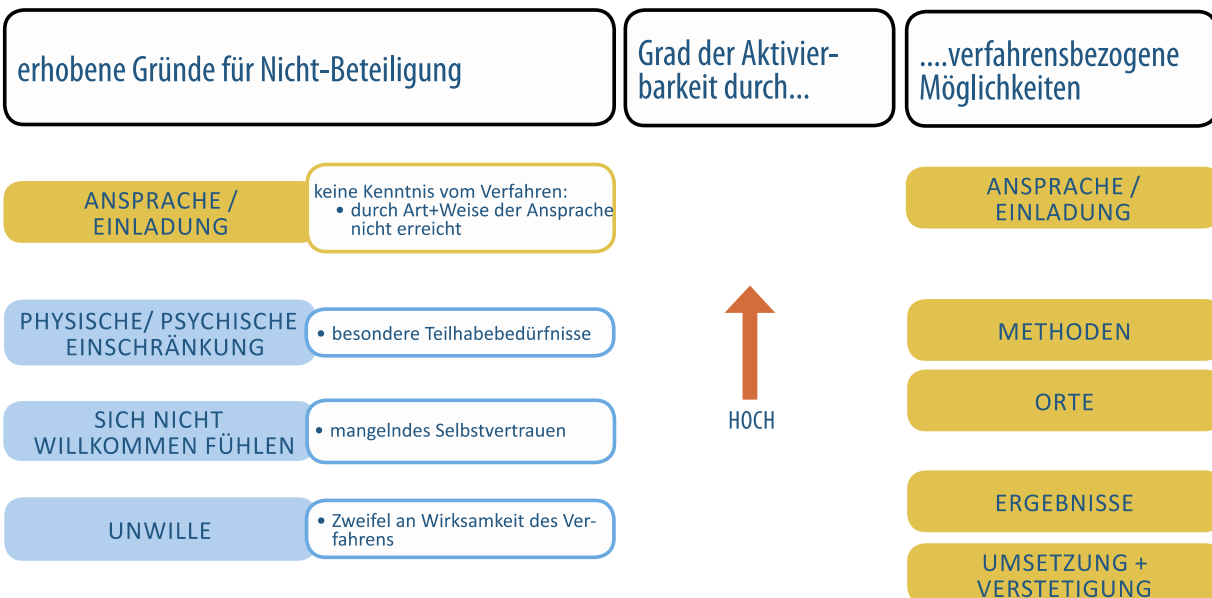 erhobene Gründe für Nicht-Beteiligung
Grad der Aktivier-
barkeit durch...
....verfahrensbezogene
Möglichkeiten
ANSPRACHE /
EINLADUNG
keine Kenntnis vom Verfahren:
• durch Art+Weise der Ansprache
nicht erreicht
ANSPRACHE /
EINLADUNG
PHYSISCHE/ PSYCHISCHE
EINSCHRÄNKUNG
• besondere Teilhabebedürfnisse
METHODEN
SICH NICHT
WILLKOMMEN FÜHLEN
• mangelndes Selbstvertrauen
HOCH
ORTE
UNWILLE
• Zweifel an Wirksamkeit des Ver-
fahrens
ERGEBNISSE
UMSETZUNG +
VERSTETIGUNG